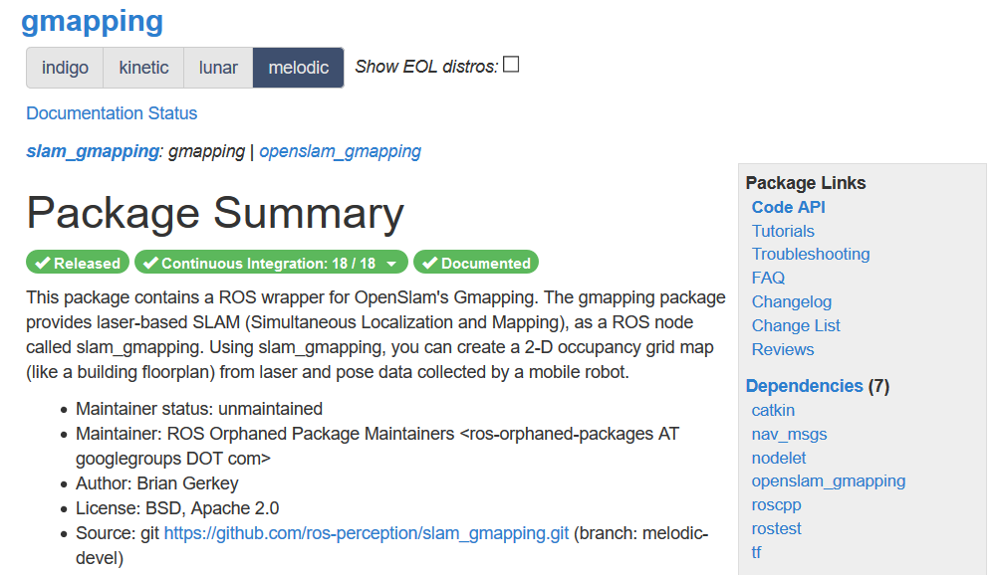 gmapping
indigo kinetic lunar melodic Show EOL distros:
Documentation Status
slam_gmapping: gmapping | openslam_gmapping
Package Summary
Released Continuous Integration: 18 / 18 Documented
This package contains a ROS wrapper for OpenSlam's Gmapping. The gmapping package
provides laser-based SLAM (Simultaneous Localization and Mapping), as a ROS node
called slam_gmapping. Using slam_gmapping, you can create a 2-D occupancy grid map
(like a building floorplan) from laser and pose data collected by a mobile robot.
• Maintainer status: unmaintained
• Maintainer: ROS Orphaned Package Maintainers <ros-orphaned-packages AT
googlegroups DOT com>
• Author: Brian Gerkey
• License: BSD, Apache 2.0
• Source: git https://github.com/ros-perception/slam_gmapping.git (branch: melodic-
devel)
Package Links
Code API
Tutorials
Troubleshooting
FAQ
Changelog
Change List
Reviews
Dependencies (7)
catkin
nav_msgs
nodelet
openslam_gmapping
roscpp
rostest
tf